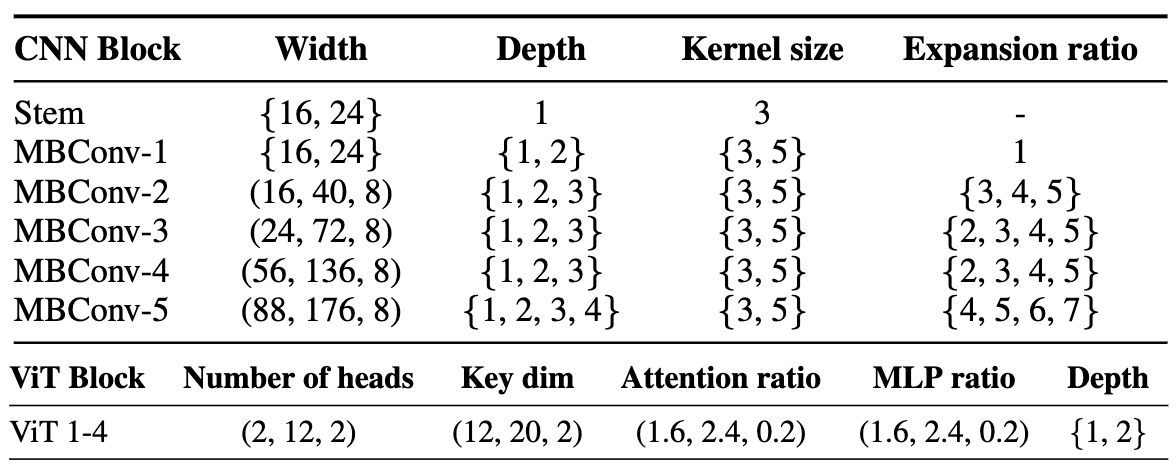 CNN Block Width Depth Kernel size Expansion ratio
Stem {16, 24} 1 3 -
MBConv-1 {16, 24} {1, 2} {3, 5} 1
MBConv-2 (16, 40, 8) {1, 2, 3} {3, 5} {3, 4, 5}
MBConv-3 (24, 72, 8) {1, 2, 3} {3, 5} {2, 3, 4, 5}
MBConv-4 (56, 136, 8) {1, 2, 3} {3, 5} {2, 3, 4, 5}
MBConv-5 (88, 176, 8) {1, 2, 3, 4} {3, 5} {4, 5, 6, 7}
ViT Block Number of heads Key dim Attention ratio MLP ratio Depth
ViT 1-4 (2, 12, 2) (12, 20, 2) (1.6, 2.4, 0.2) (1.6, 2.4, 0.2) {1, 2}